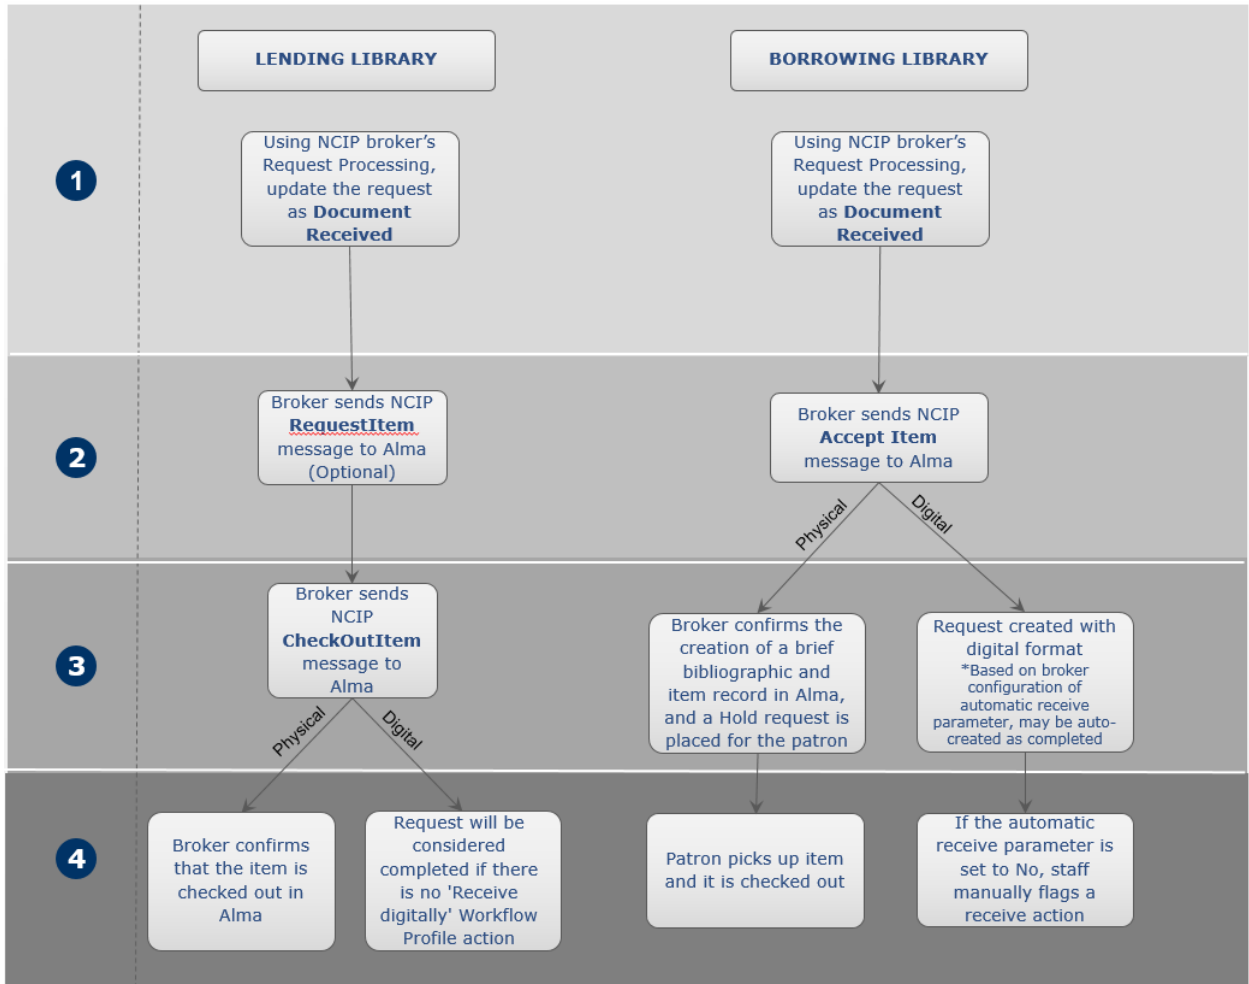 LENDING LIBRARY
BORROWING LIBRARY
1
Using NCIP broker’s
Request Processing,
update the request
as Document
Received
Using NCIP broker’s
Request Processing,
update the request
as Document
Received
2
Broker sends NCIP
RequestItem
message to Alma
(Optional)
Broker sends NCIP
Accept Item
message to Alma
Physical
Digital
3
Broker sends
NCIP
CheckOutItem
message to
Alma
Physical
Digital
Broker confirms the
creation of a brief
bibliographic and
item record in Alma,
and a Hold request is
placed for the patron
Request created with
digital format
*Based on broker
configuration of
automatic receive
parameter, may be auto-
created as completed
4
Broker confirms
that the item is
checked out in
Alma
Request will be
considered
completed if there
is no 'Receive
digitally' Workflow
Profile action
Patron picks up item
and it is checked out
If the automatic
receive parameter is
set to No, staff
manually flags a
receive action